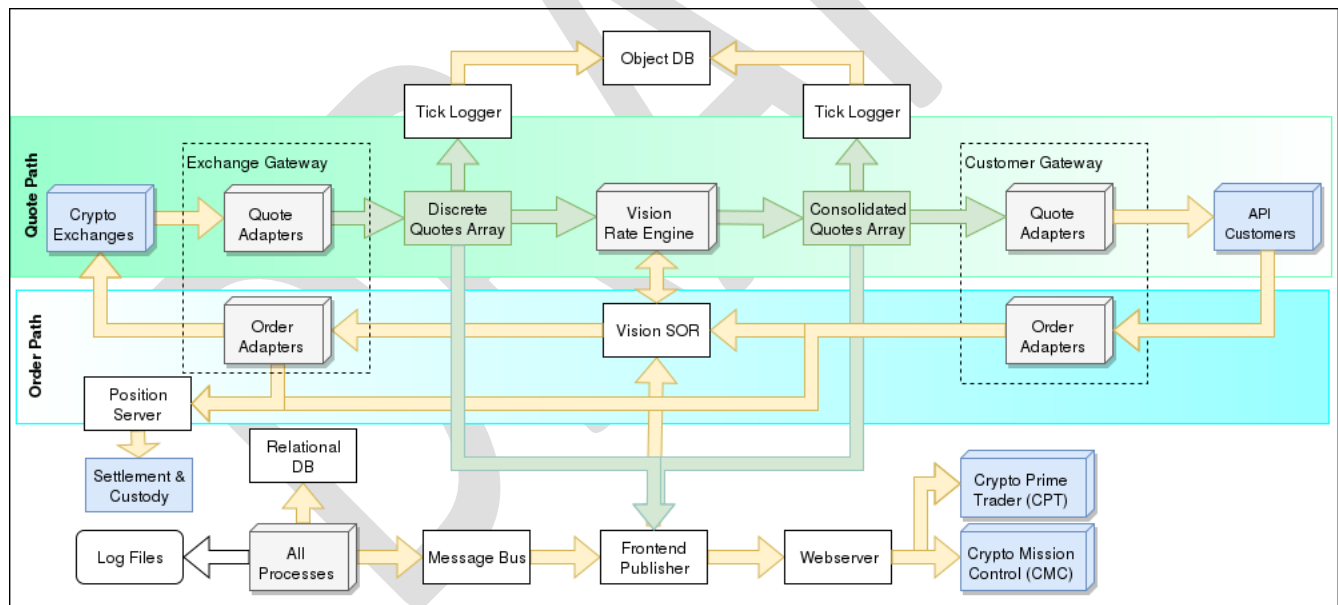 Object DB
Tick Logger
Tick Logger
Quote Path
Exchange Gateway
Customer Gateway
Crypto
Exchanges
Quote
Adapters
Discrete
Quotes Array
Vision
Rate Engine
Consolidated
Quotes Array
Quote
Adapters
API
Customers
Order Path
Order
Adapters
Vision SOR
Order
Adapters
Position
Server
Settlement &
Custody
Relational
DB
Log Files
All
Processes
Message Bus
Frontend
Publisher
Webserver
Crypto Prime
Trader (CPT)
Crypto Mission
Control (CMC)